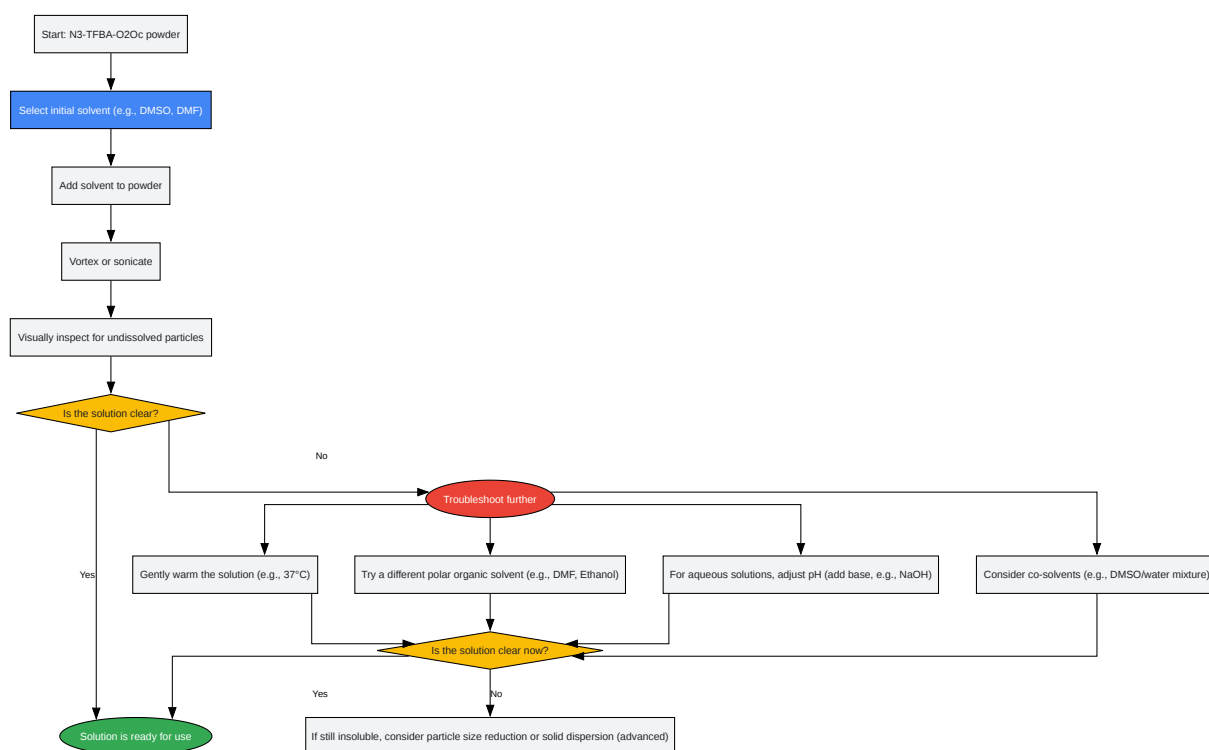 Start: N3-TFBA-O2Oc powder
Select initial solvent (e.g., DMSO, DMF)
Add solvent to powder
Vortex or sonicate
Visually inspect for undissolved particles
Is the solution clear?
No
Troubleshoot further
Yes
Gently warm the solution (e.g., 37°C)
Try a different polar organic solvent (e.g., DMF, Ethanol)
For aqueous solutions, adjust pH (add base, e.g., NaOH)
Consider co-solvents (e.g., DMSO/water mixture)
Is the solution clear now?
Yes
No
Solution is ready for use
If still insoluble, consider particle size reduction or solid dispersion (advanced)